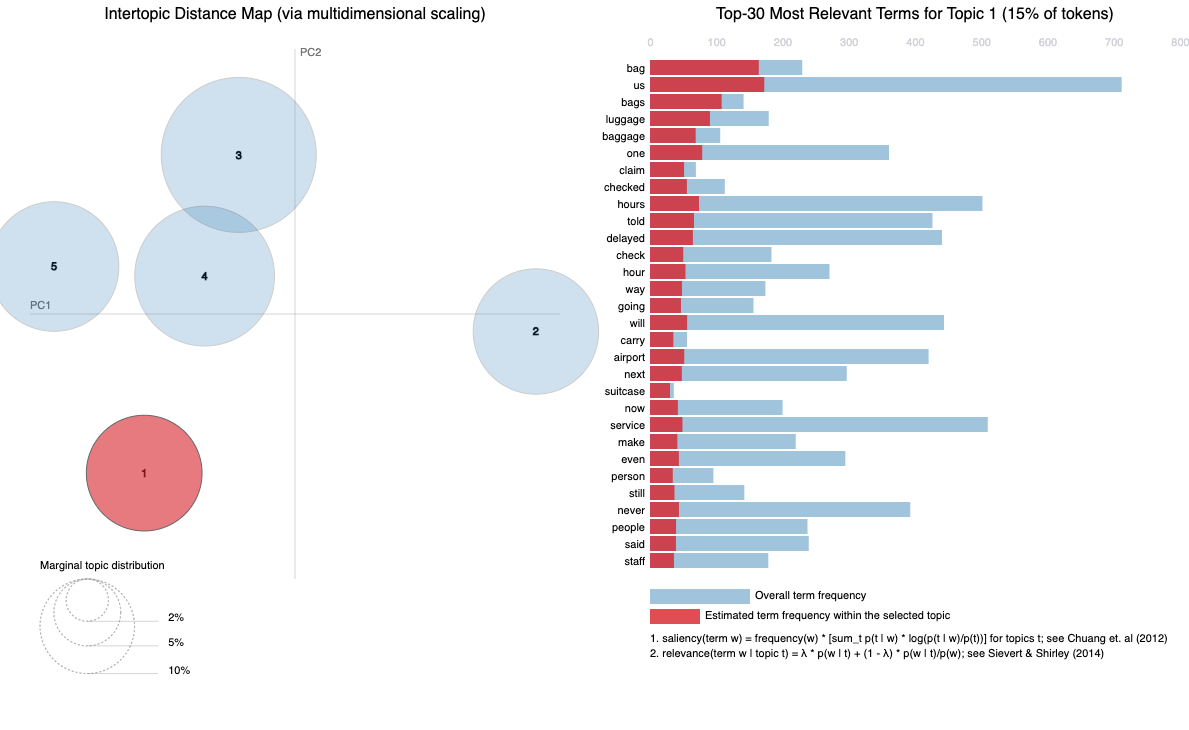 Intertopic Distance Map (via multidimensional scaling)
PC2
3
5
4
PC1
2
1
Marginal topic distribution
2%
5%
10%
Top-30 Most Relevant Terms for Topic 1 (15% of tokens)
0 100 200 300 400 500 600 700 800
bag
us
bags
luggage
baggage
one
claim
checked
hours
told
delayed
check
hour
way
going
will
carry
airport
next
suitcase
now
service
make
even
person
still
never
people
said
staff
Overall term frequency
Estimated term frequency within the selected topic
1. saliency(term w) = frequency(w) * [sum_t p(t | w) * log(p(t | w)/p(t))] for topics t; see Chuang et. al (2012)
2. relevance(term w | topic t) = λ * p(w | t) + (1 - λ) * p(w | t)/p(w); see Sievert & Shirley (2014)